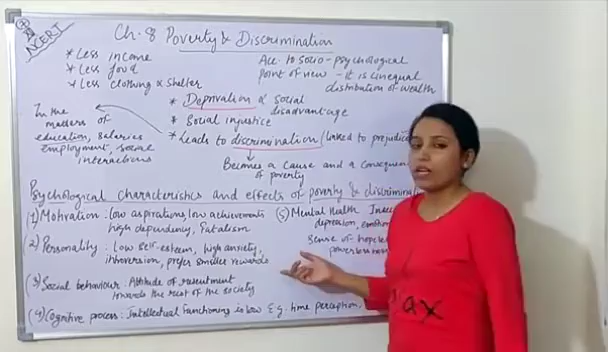 NCERT
Ch. 8 Poverty & Discrimination
* Less income
* Less food
* Less clothing & shelter
Acc to socio-psychological
point of view - it is unequal
distribution of wealth
* Deprivation & social
disadvantage
* Social injustice
* Leads to discrimination/linked to prejudice
In the
matters of
education, salaries
employment, social
interactions
Becomes a cause and a consequen
of poverty
Psychological characteristics and effects of poverty & discrimina
(1) Motivation: low aspirations, low achievements
high dependency, Fatalism
(2) Personality: Low self-esteem, high anxiety,
introversion, prefer smaller rewards
(3) Social behaviour: Attitude of resentment
towards the rest of the society
(4) Cognitive process: Intellectual functioning is low E.g. time perception,
(5) Mental Health
depression,
Sense of